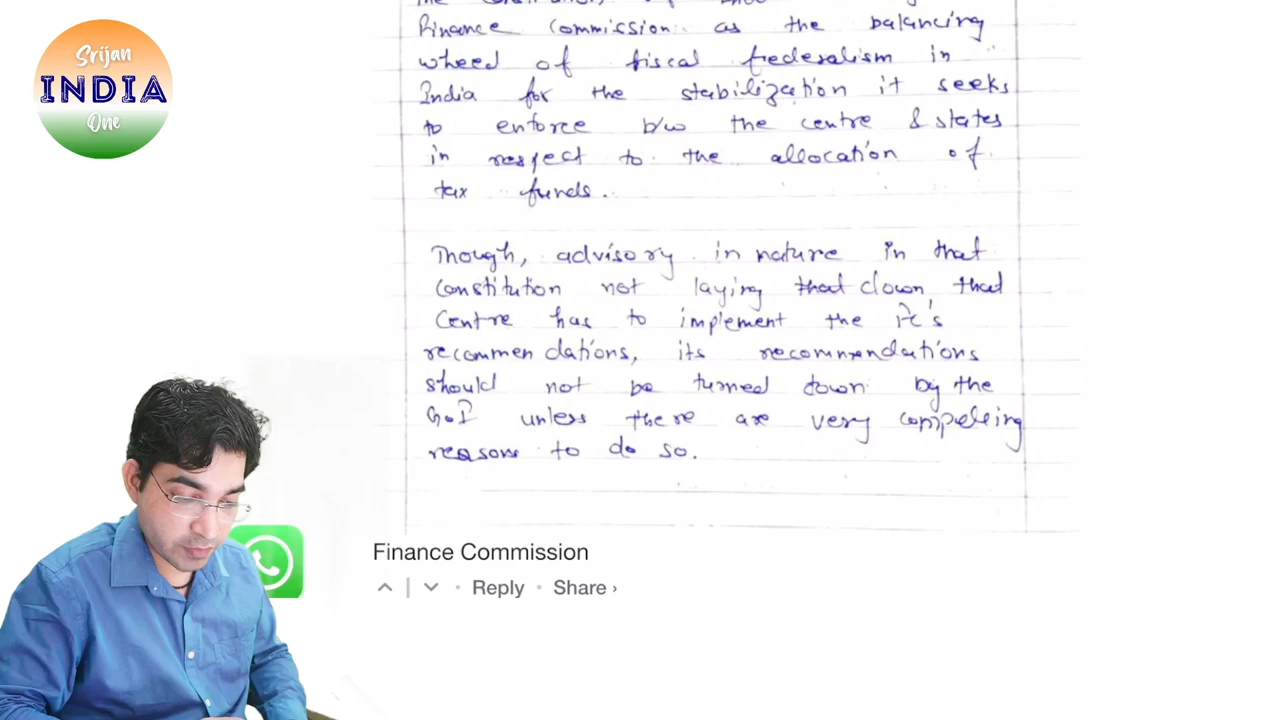 Srijan
INDIA
One
Finance Commission as the balancing
wheel of fiscal federalism in
India for the stabilization it seeks
to enforce b/w the centre & states
in respect to the allocation of
tax funds.
Though, advisory in nature in that
Constitution not laying that down that
Centre has to implement the FC's
recommendations, its recommendations
should not be turned down by the
GoI unless there are very compeleing
reasons to do so.
Finance Commission
Reply · Share ›